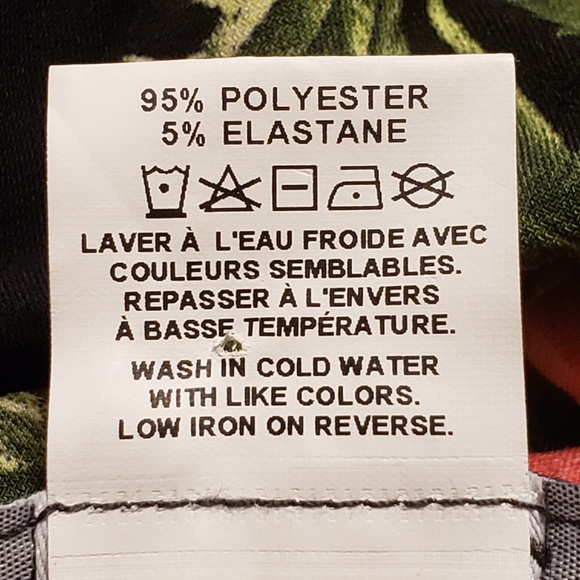 95% POLYESTER
5% ELASTANE
LAVER À L'EAU FROIDE AVEC
COULEURS SEMBLABLES.
REPASSER À L'ENVERS
À BASSE TEMPÉRATURE.
WASH IN COLD WATER
WITH LIKE COLORS.
LOW IRON ON REVERSE.